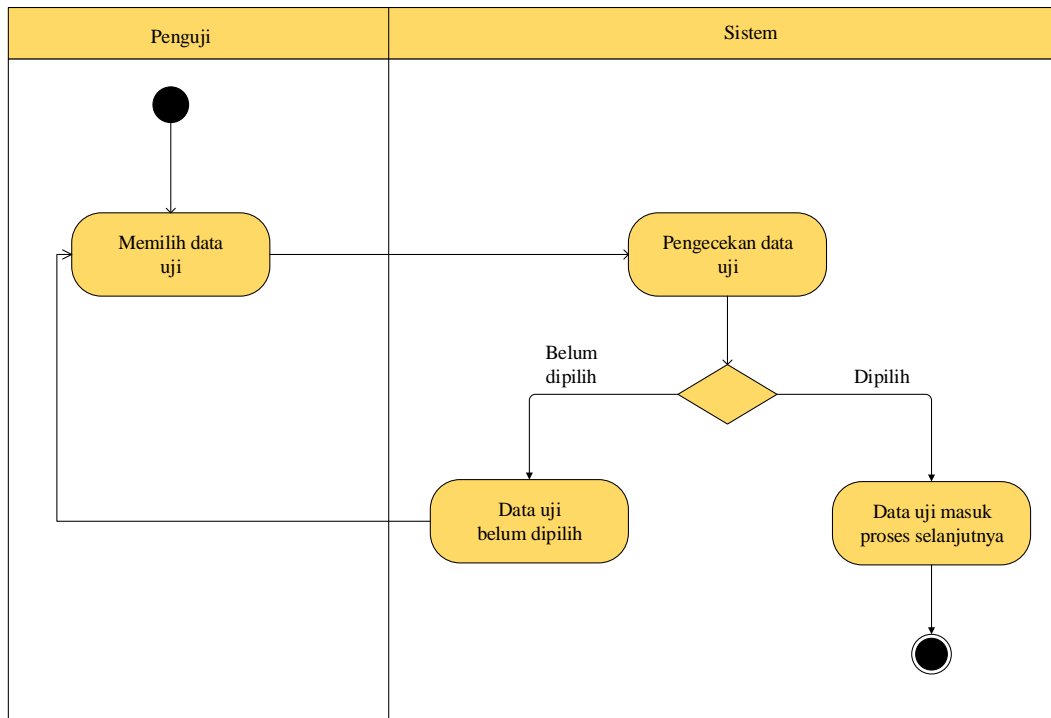 Penguji
Sistem
Memilih data
uji
Pengecekan data
uji
Belum
dipilih
Dipilih
Data uji
belum dipilih
Data uji masuk
proses selanjutnya